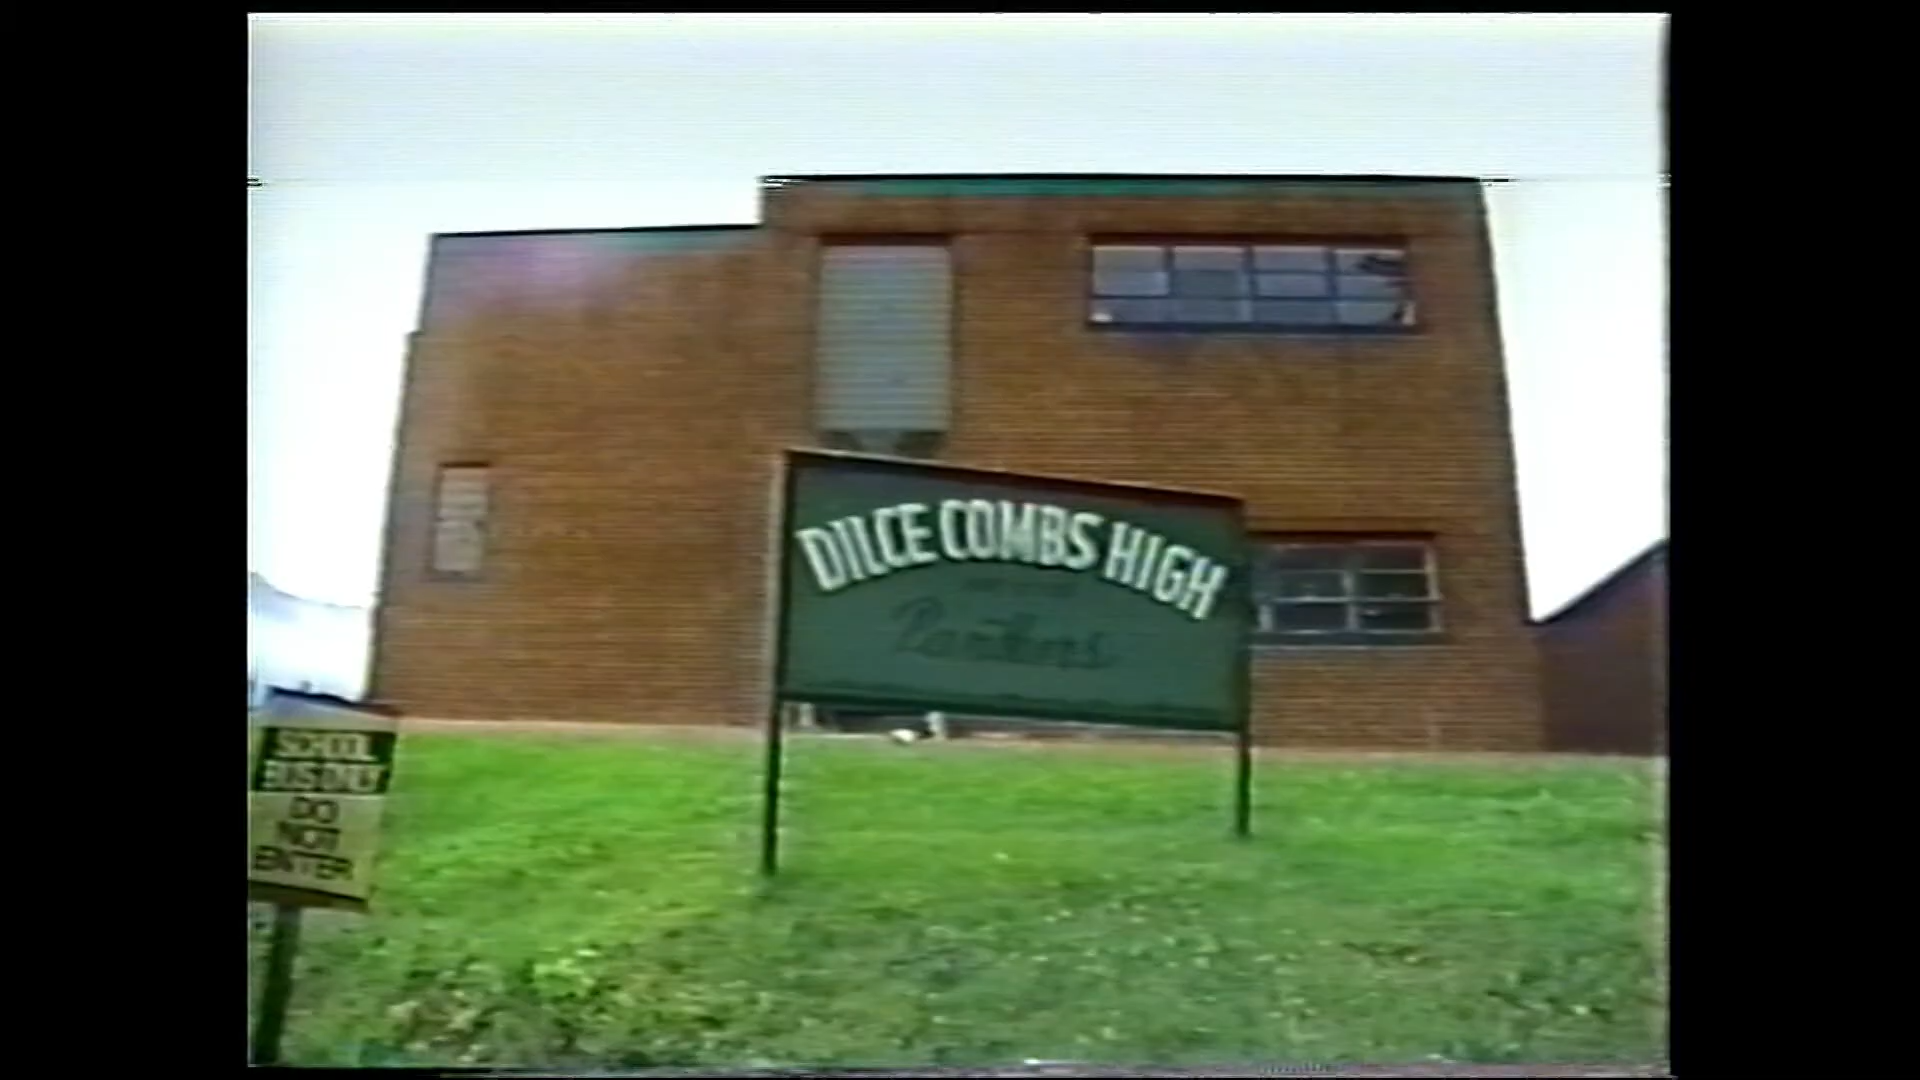 DILCE COMBS HIGH
Panthers
SCHOOL
BUS ONLY
DO
NOT
ENTER